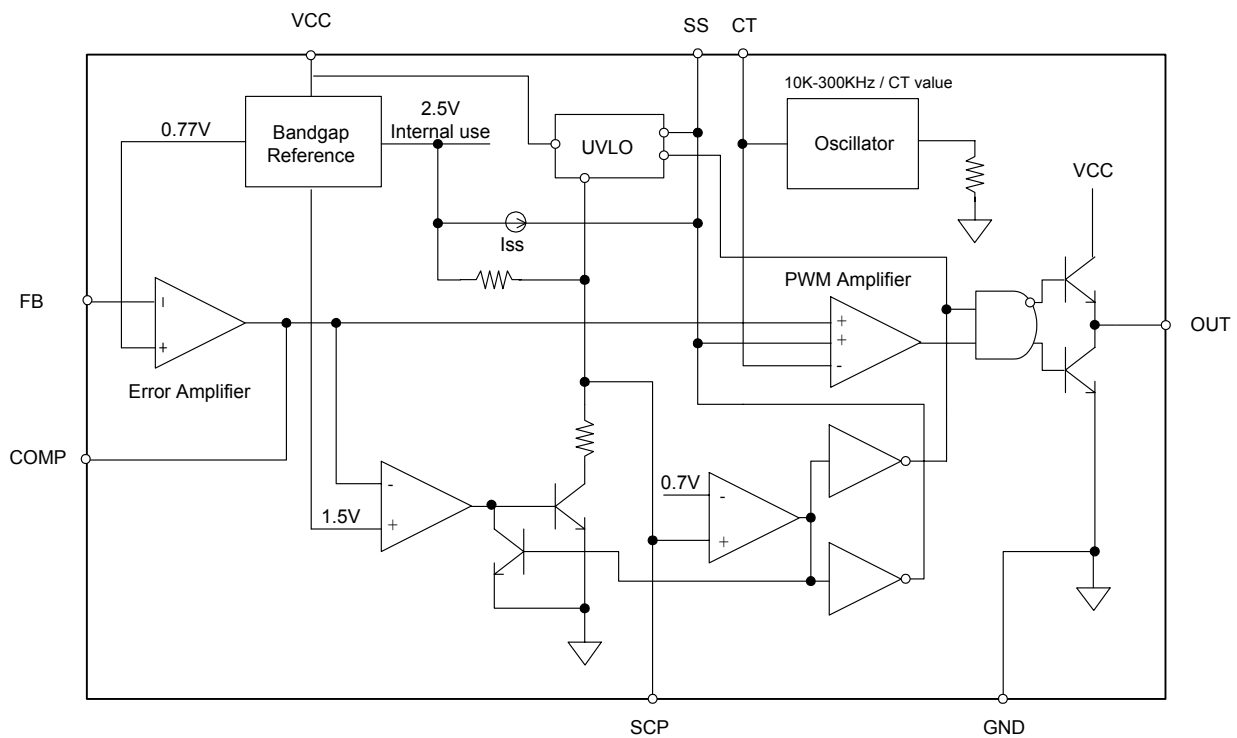 VCC
SS
CT
10K-300KHz / CT value
0.77V
Bandgap
Reference
2.5V
Internal use
UVLO
Oscillator
VCC
Iss
PWM Amplifier
FB
-
+
+
+
-
OUT
Error Amplifier
COMP
-
+
1.5V
0.7V
-
+
SCP
GND